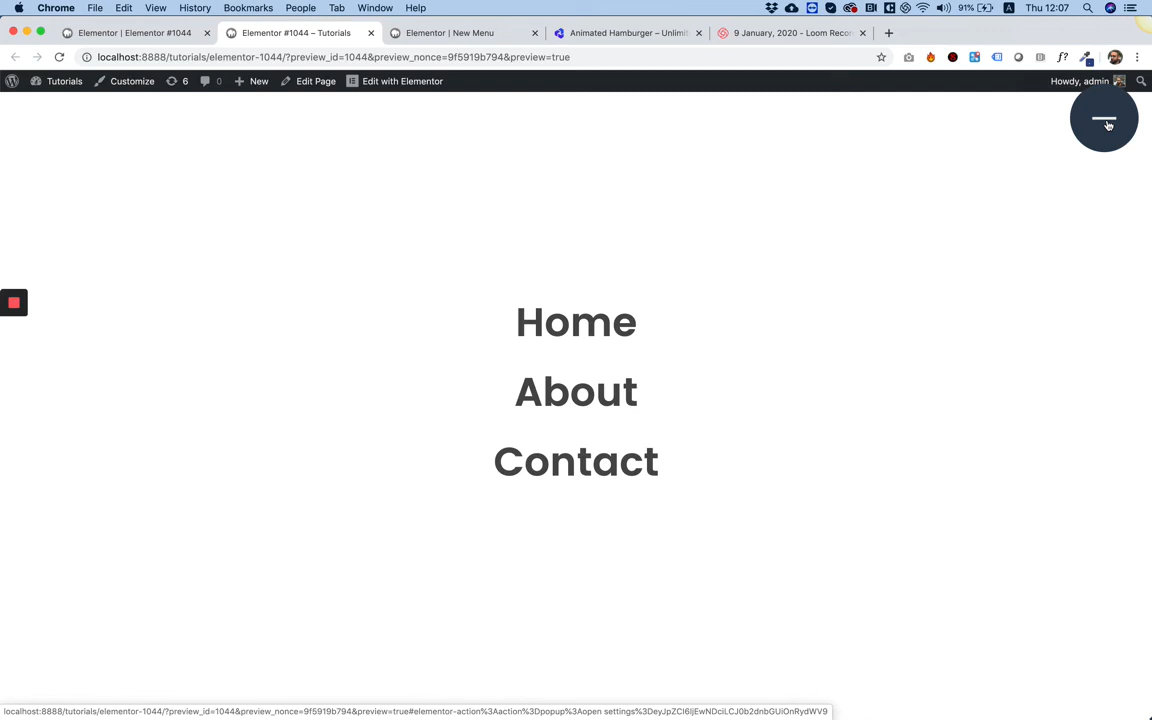 Chrome File Edit View History Bookmarks People Tab Window Help 91% Thu 12:07
Elementor | Elementor #1044 Elementor #1044 – Tutorials Elementor | New Menu Animated Hamburger – Unlimi 9 January, 2020 - Loom Recor
localhost:8888/tutorials/elementor-1044/?preview_id=1044&preview_nonce=9f5919b794&preview=true f?
Tutorials Customize 6 0 New Edit Page Edit with Elementor Howdy, admin
Home
About
Contact
localhost:8888/tutorials/elementor-1044/?preview_id=1044&preview_nonce=9f5919b794&preview=true#elementor-action%3Aaction%3Dpopup%3Aopen settings%3DeyJpZCI6IjEwNDciLCJ0b2dnbGUiOnRydWV9